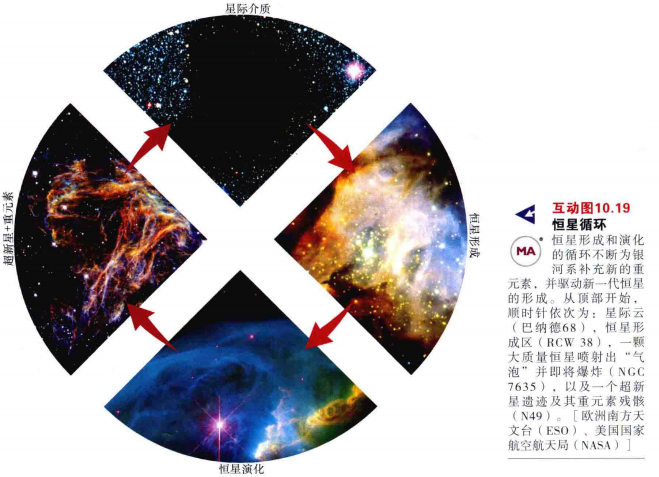 星际介质
超新星+重元素
恒星形成
恒星演化
互动图10.19
恒星循环
MA
恒星形成和演化
的循环不断为银
河系补充新的重
元素，并驱动新一代恒星
的形成。从顶部开始，
顺时针依次为：星际云
（巴纳德68），恒星形
成区（RCW 38），一颗
大质量恒星喷射出“气
泡”并即将爆炸（NGC
7635），以及一个超新
星遗迹及其重元素残骸
（N49）。［欧洲南方天
文台（ESO）、美国国家
航空航天局（NASA）］